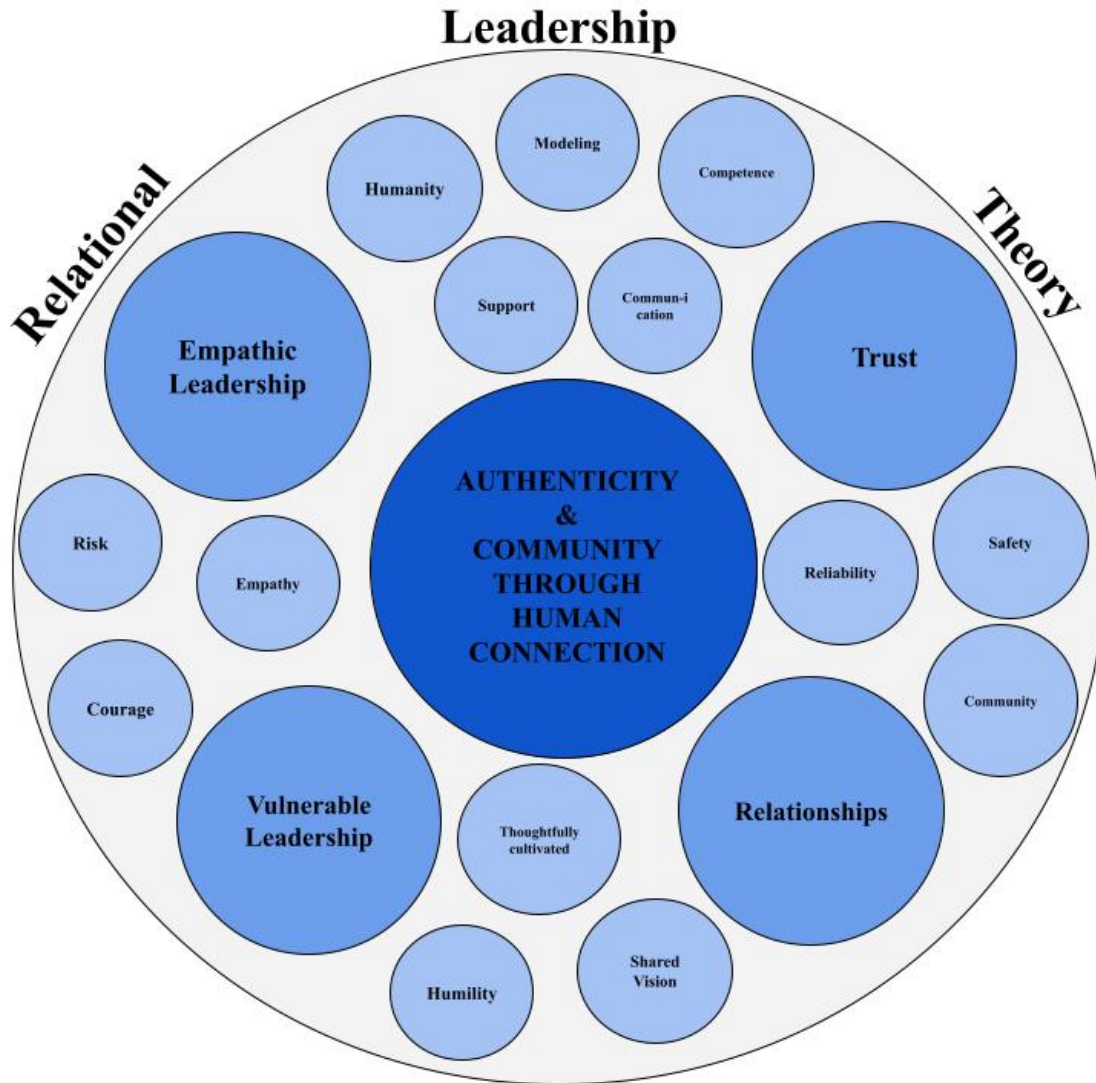 Leadership
Relational
Theory
Modeling
Competence
Humanity
Support
Commun-i
cation
Empathic
Leadership
Trust
AUTHENTICITY
&
COMMUNITY
THROUGH
HUMAN
CONNECTION
Risk
Empathy
Reliability
Safety
Courage
Community
Vulnerable
Leadership
Thoughtfully
cultivated
Relationships
Humility
Shared
Vision